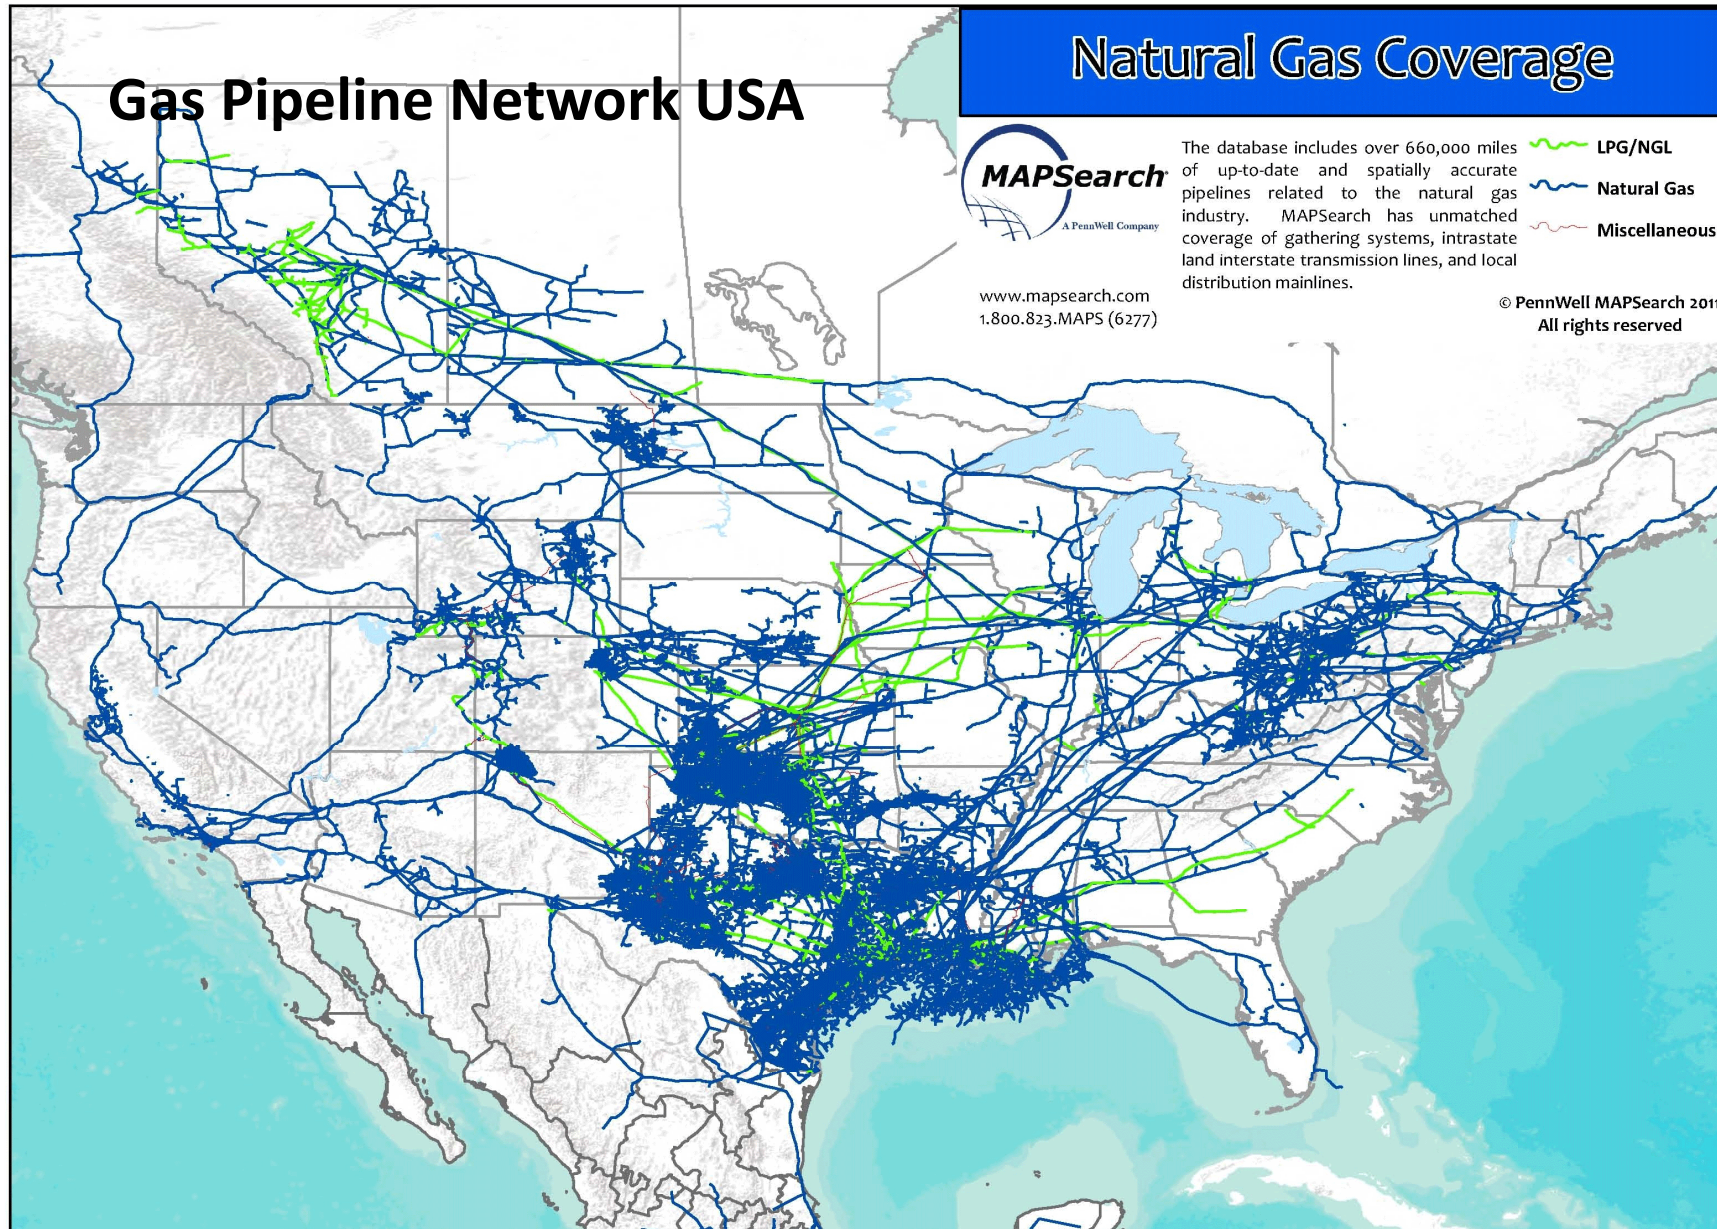 Natural Gas Coverage
Gas Pipeline Network USA
MAPSearch
A PennWell Company
www.mapsearch.com
1.800.823.MAPS (6277)
The database includes over 660,000 miles
of up-to-date and spatially accurate
pipelines related to the natural gas
industry. MAPSearch has unmatched
coverage of gathering systems, intrastate
land interstate transmission lines, and local
distribution mainlines.
LPG/NGL
Natural Gas
Miscellaneous
© PennWell MAPSearch 2011
All rights reserved